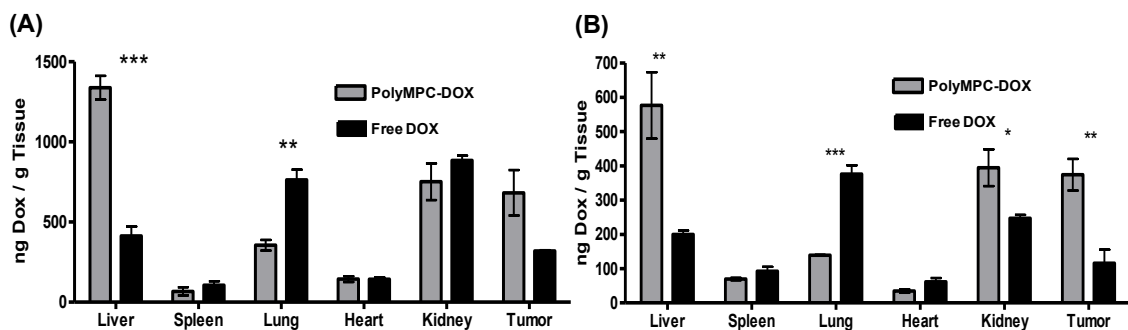 (A)
ng Dox / g Tissue
1500
1000
500
0
***
**
PolyMPC-DOX
Free DOX
Liver Spleen Lung Heart Kidney Tumor
(B)
ng Dox / g Tissue
700
600
500
400
300
200
100
0
**
***
*
**
PolyMPC-DOX
Free DOX
Liver Spleen Lung Heart Kidney Tumor